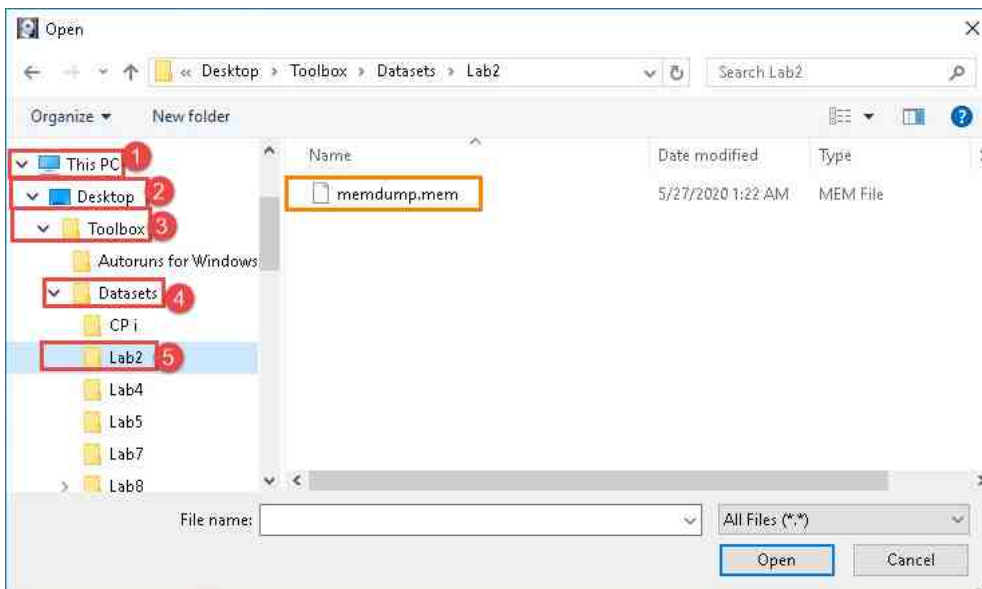 Open
« Desktop > Toolbox > Datasets > Lab2
Search Lab2
Organize
New folder
Name
Date modified
Type
This PC 1
Desktop 2
Toolbox 3
Autoruns for Windows
Datasets 4
CP i
Lab2 5
Lab4
Lab5
Lab7
Lab8
memdump.mem
5/27/2020 1:22 AM
MEM File
File name:
All Files (*.*)
Open
Cancel